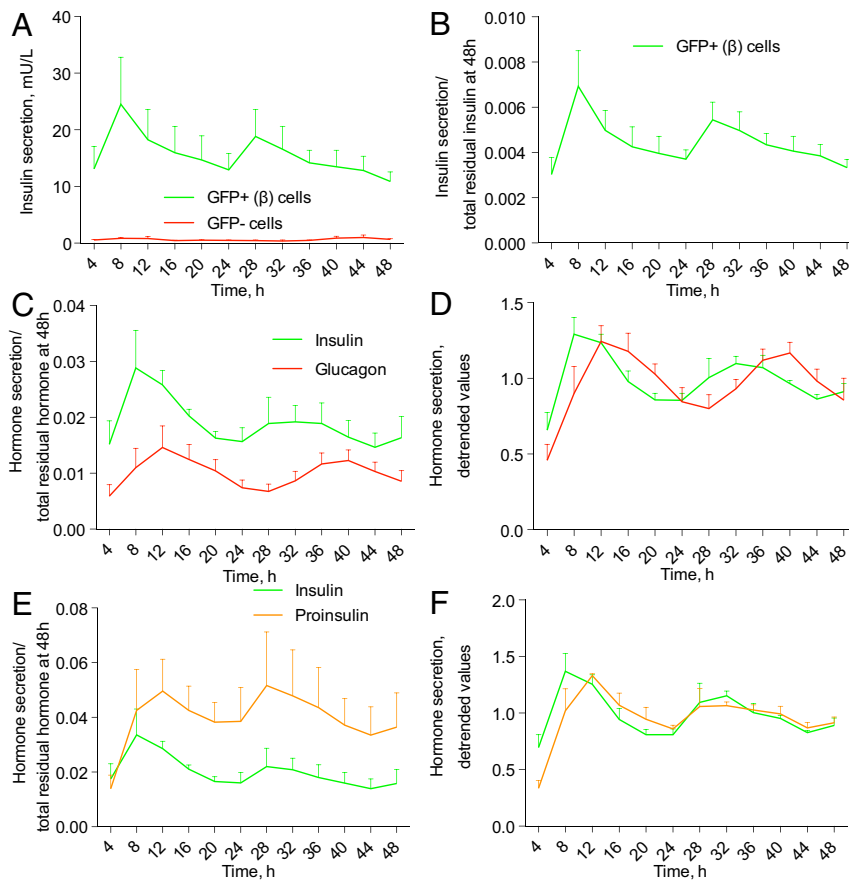 A
Insulin secretion, mU/L
40
30
20
10
0
GFP+ (β) cells
GFP- cells
4 8 12 16 20 24 28 32 36 40 44 48
Time, h
B
Insulin secretion/
total residual insulin at 48h
0.010
0.008
0.006
0.004
0.002
0.000
GFP+ (β) cells
4 8 12 16 20 24 28 32 36 40 44 48
Time, h
C
Hormone secretion/
total residual hormone at 48h
0.04
0.03
0.02
0.01
0.00
Insulin
Glucagon
4 8 12 16 20 24 28 32 36 40 44 48
Time, h
D
Hormone secretion,
detrended values
1.5
1.0
0.5
0.0
4 8 12 16 20 24 28 32 36 40 44 48
Time, h
E
Hormone secretion/
total residual hormone at 48h
0.08
0.06
0.04
0.02
0.00
Insulin
Proinsulin
4 8 12 16 20 24 28 32 36 40 44 48
Time, h
F
Hormone secretion,
detrended values
2.0
1.5
1.0
0.5
0.0
4 8 12 16 20 24 28 32 36 40 44 48
Time, h